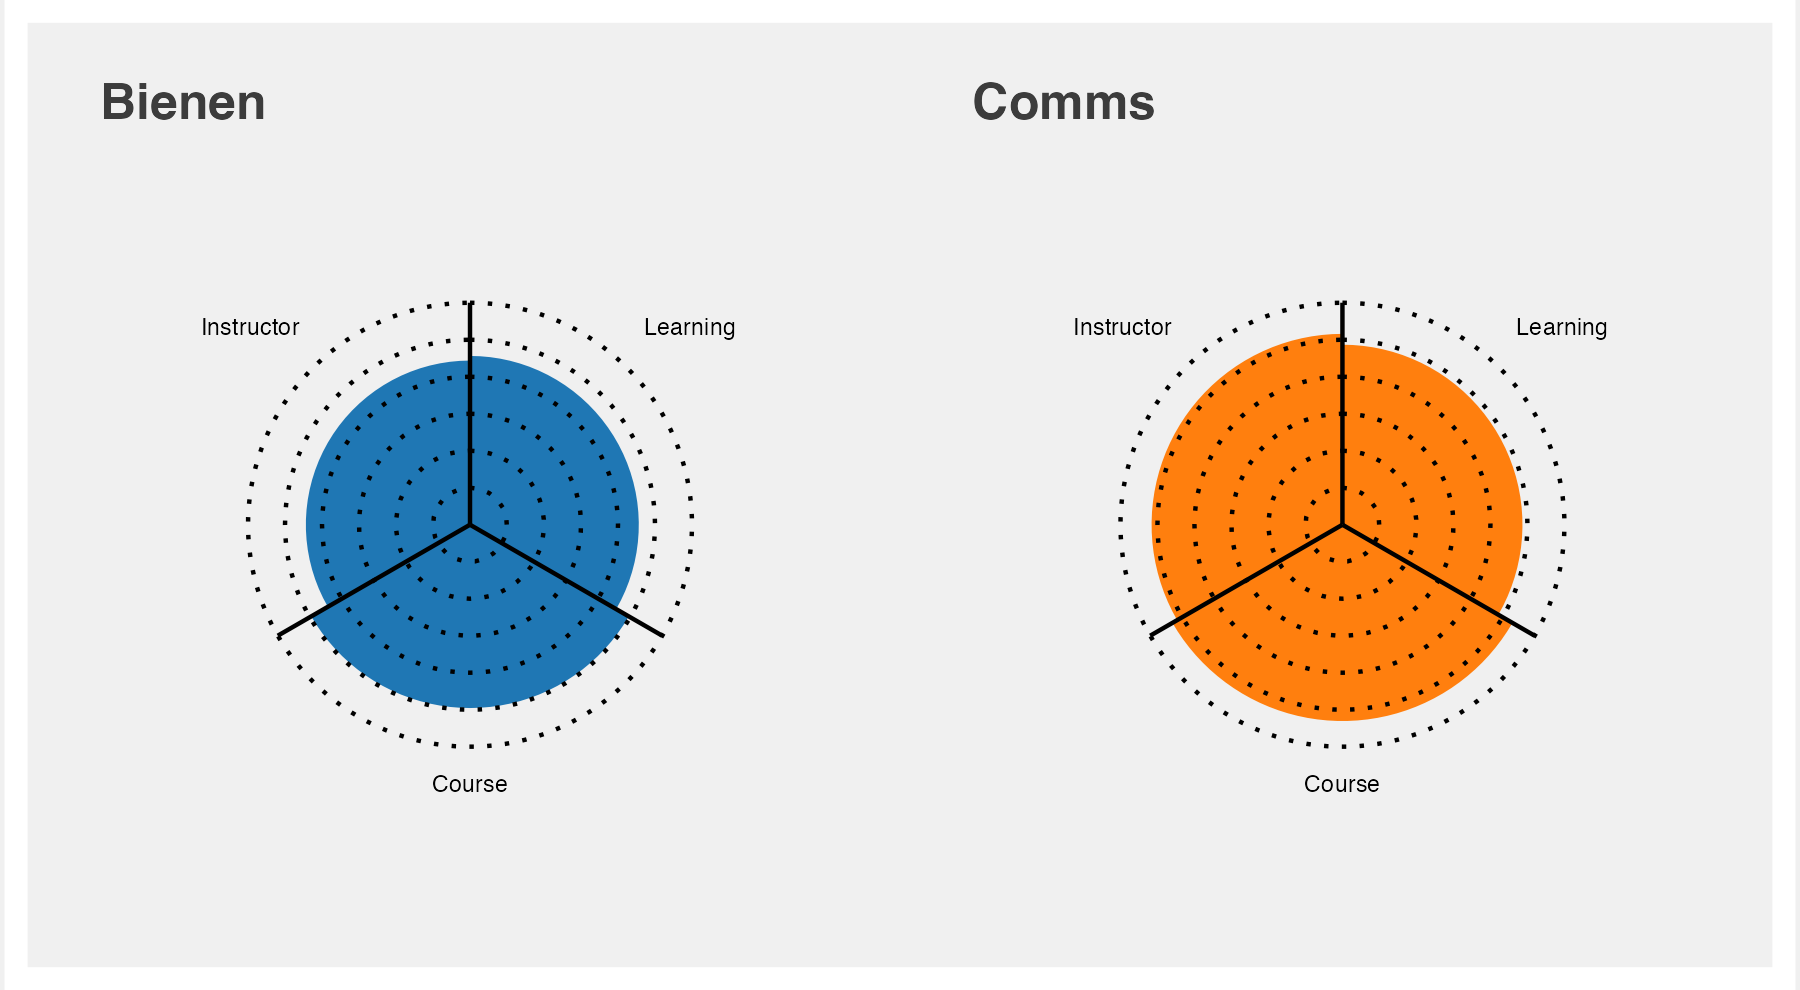 Bienen
Instructor
Learning
Course
Comms
Instructor
Learning
Course